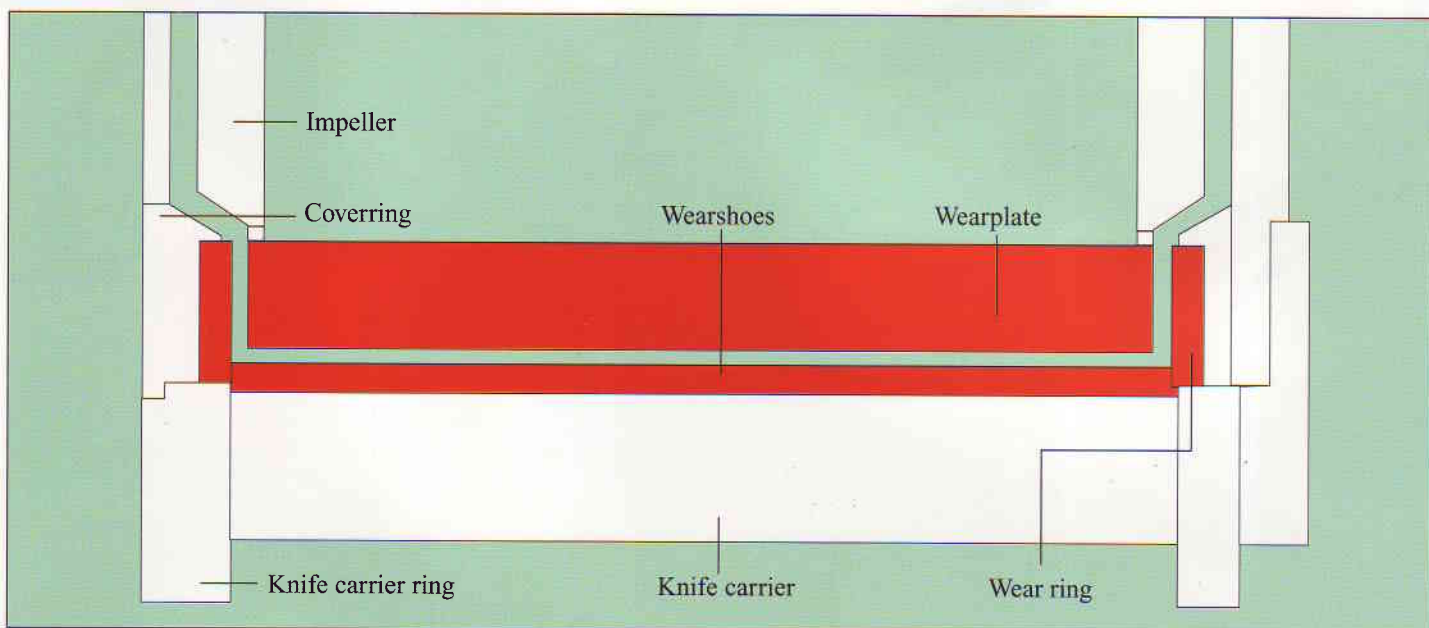 Impeller
Coverring
Wearshoes
Wearplate
Knife carrier ring
Knife carrier
Wear ring